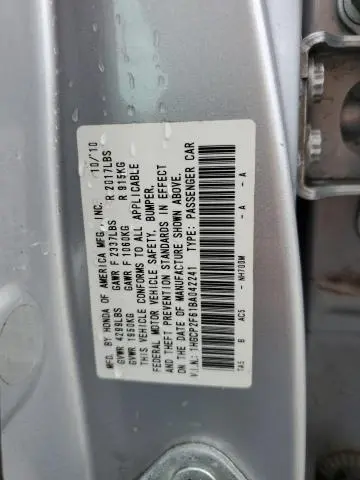 MFG. BY HONDA OF AMERICA MFG., INC. 10/10
GVWR 4299LBS GAWR F 2337LBS R 2017LBS
GVWR 1950KG GAWR F 1060KG R 915KG
THIS VEHICLE CONFORMS TO ALL APPLICABLE
FEDERAL MOTOR VEHICLE SAFETY, BUMPER,
AND THEFT PREVENTION STANDARDS IN EFFECT
ON THE DATE OF MANUFACTURE SHOWN ABOVE.
V.I.N.: 1HGCP2F61BA042241 TYPE: PASSENGER CAR
TA5 B AC5 - NH700M - A - A